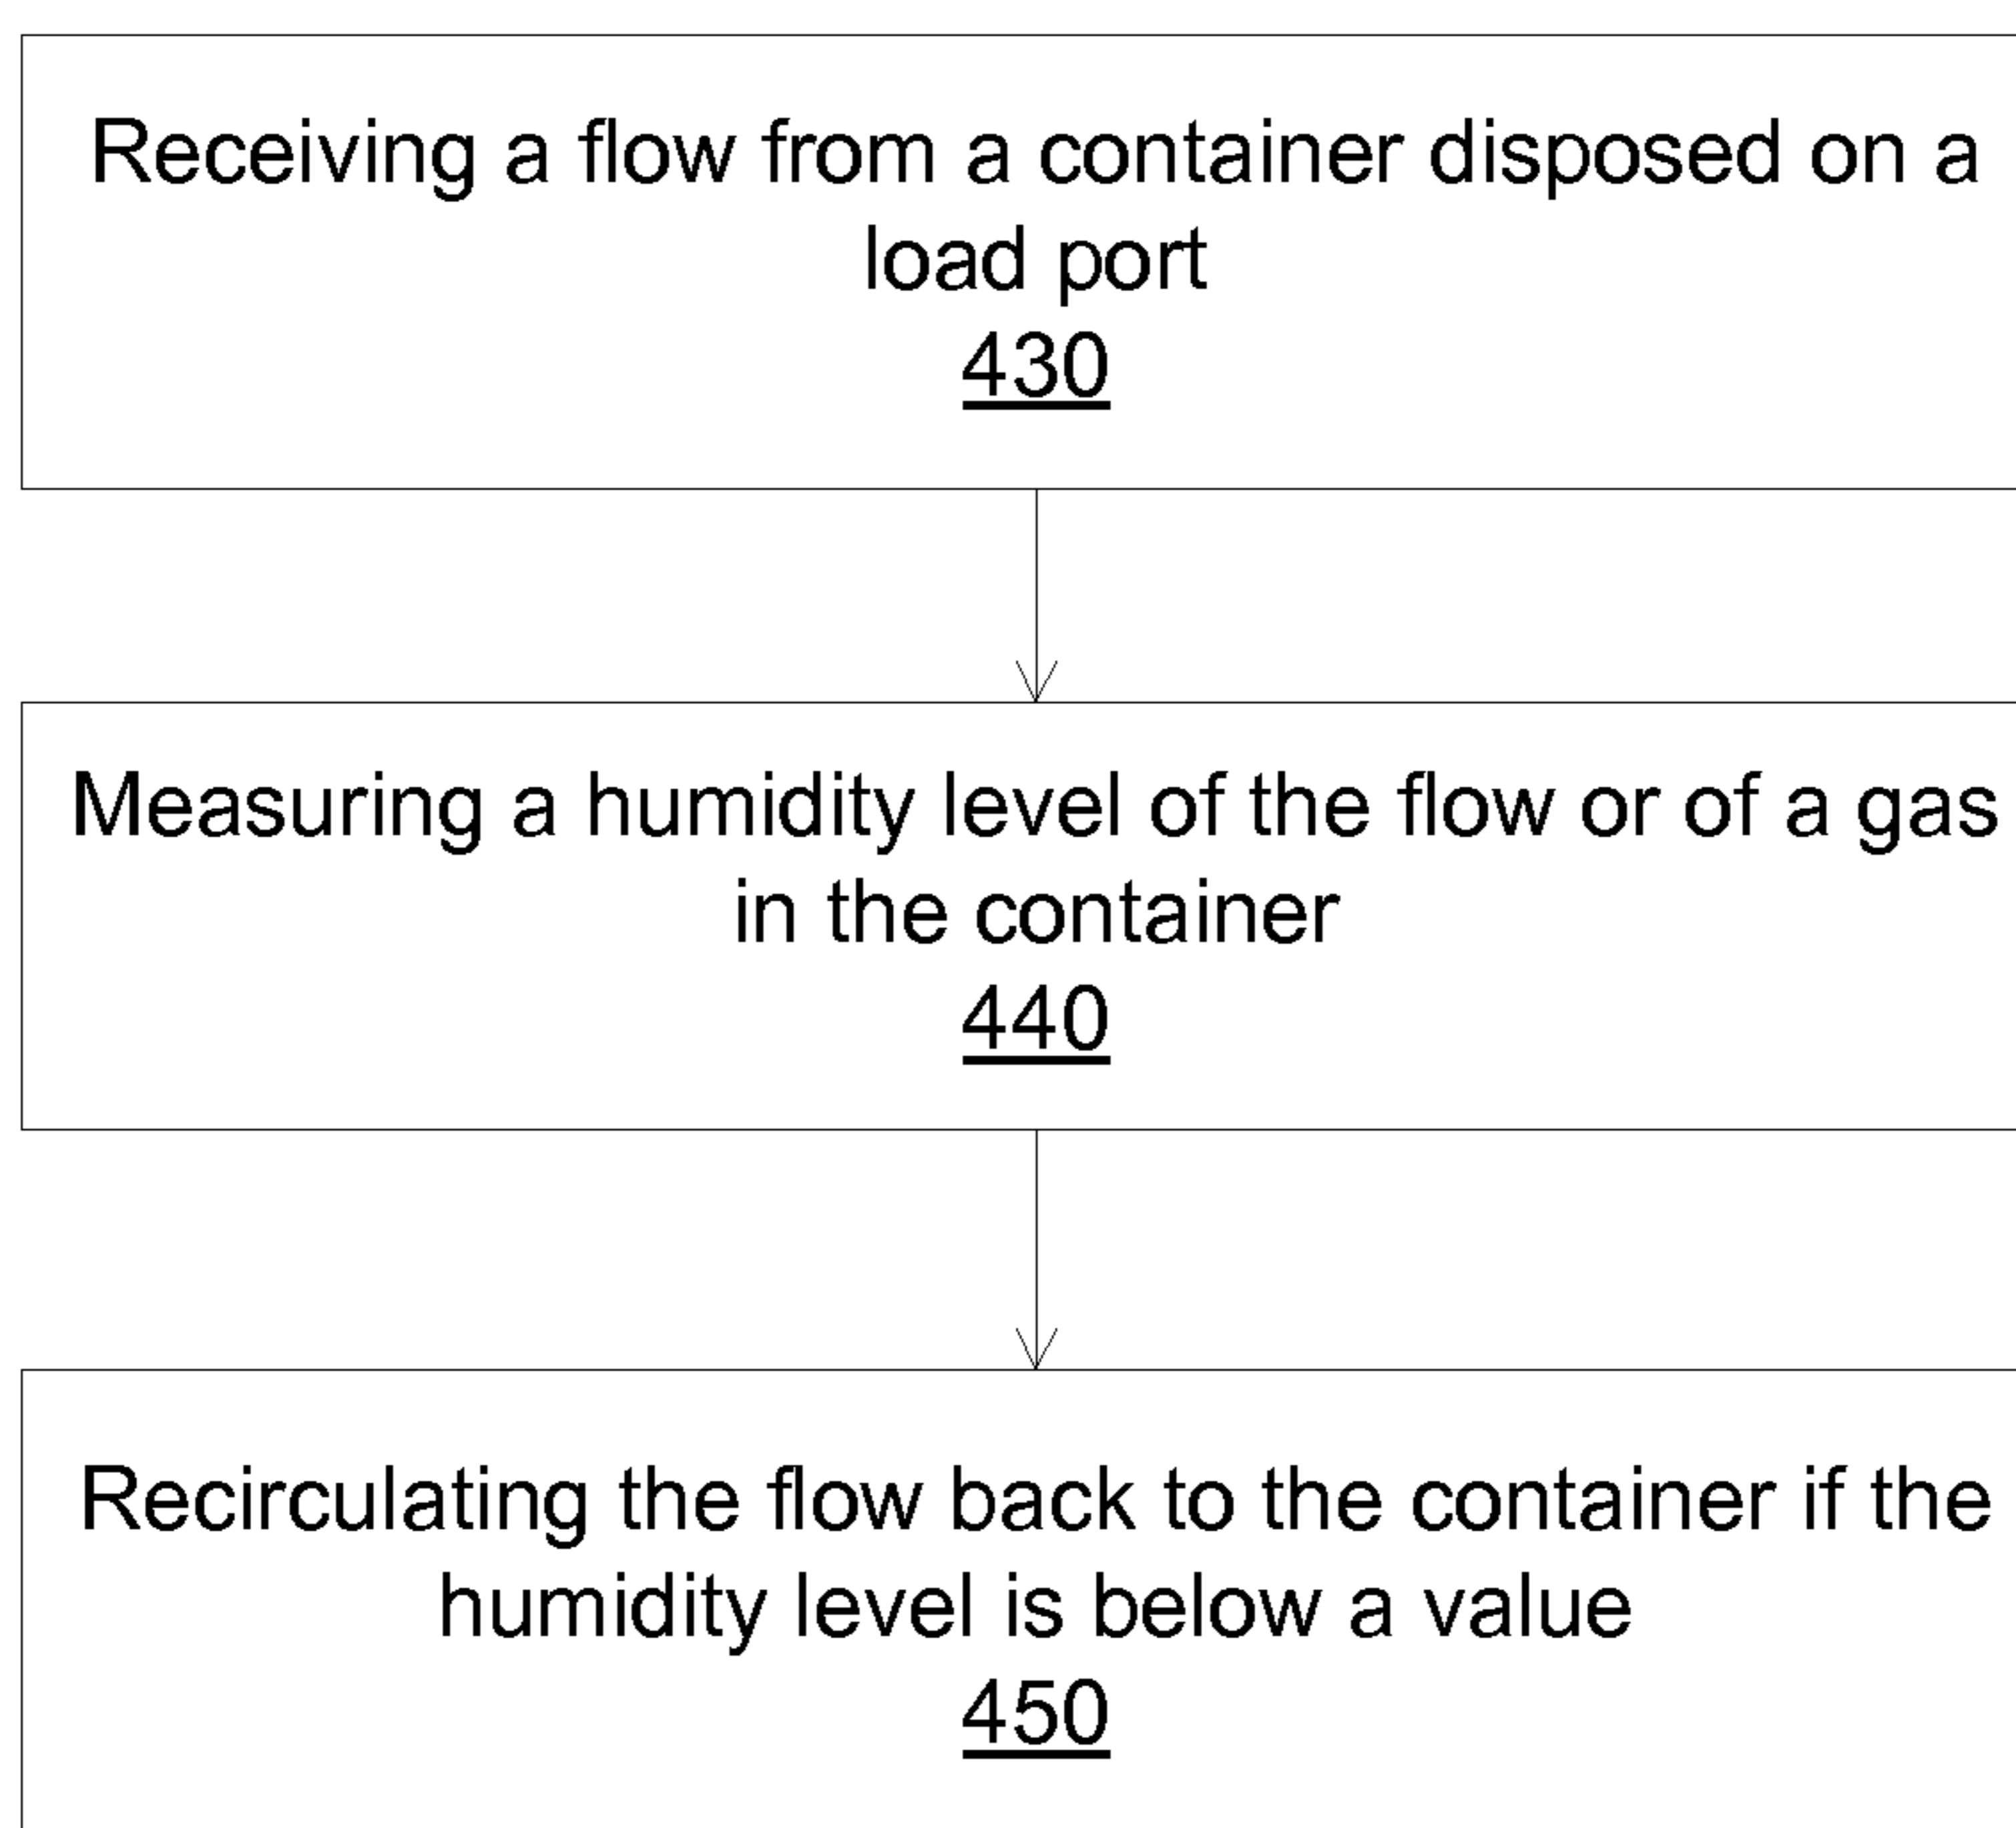 Receiving a flow from a container disposed on a
load port
430
Measuring a humidity level of the flow or of a gas
in the container
440
Recirculating the flow back to the container if the
humidity level is below a value
450